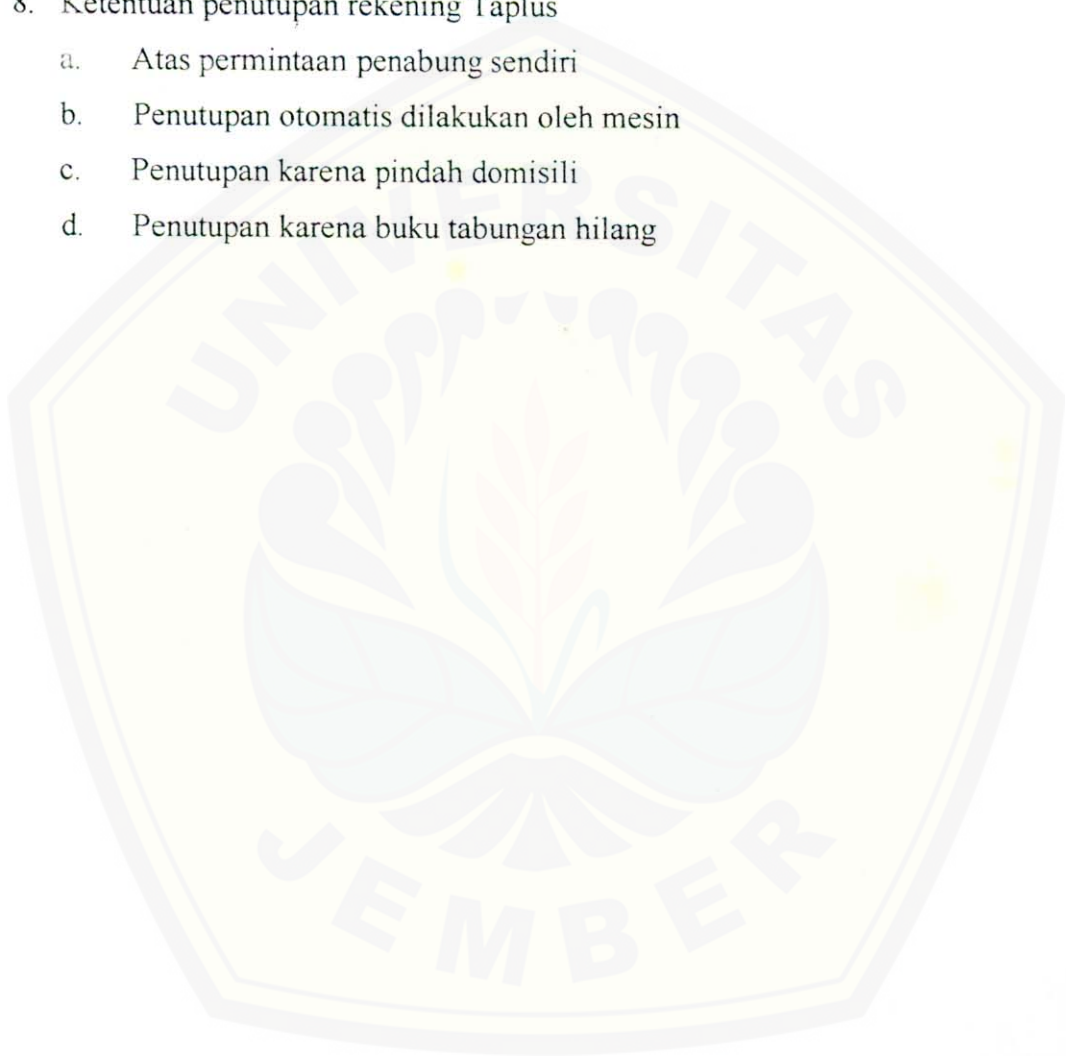 8. Ketentuan penutupan rekening Taplus
a. Atas permintaan penabung sendiri
b. Penutupan otomatis dilakukan oleh mesin
c. Penutupan karena pindah domisili
d. Penutupan karena buku tabungan hilang
UNIVERSITAS
JEMBER